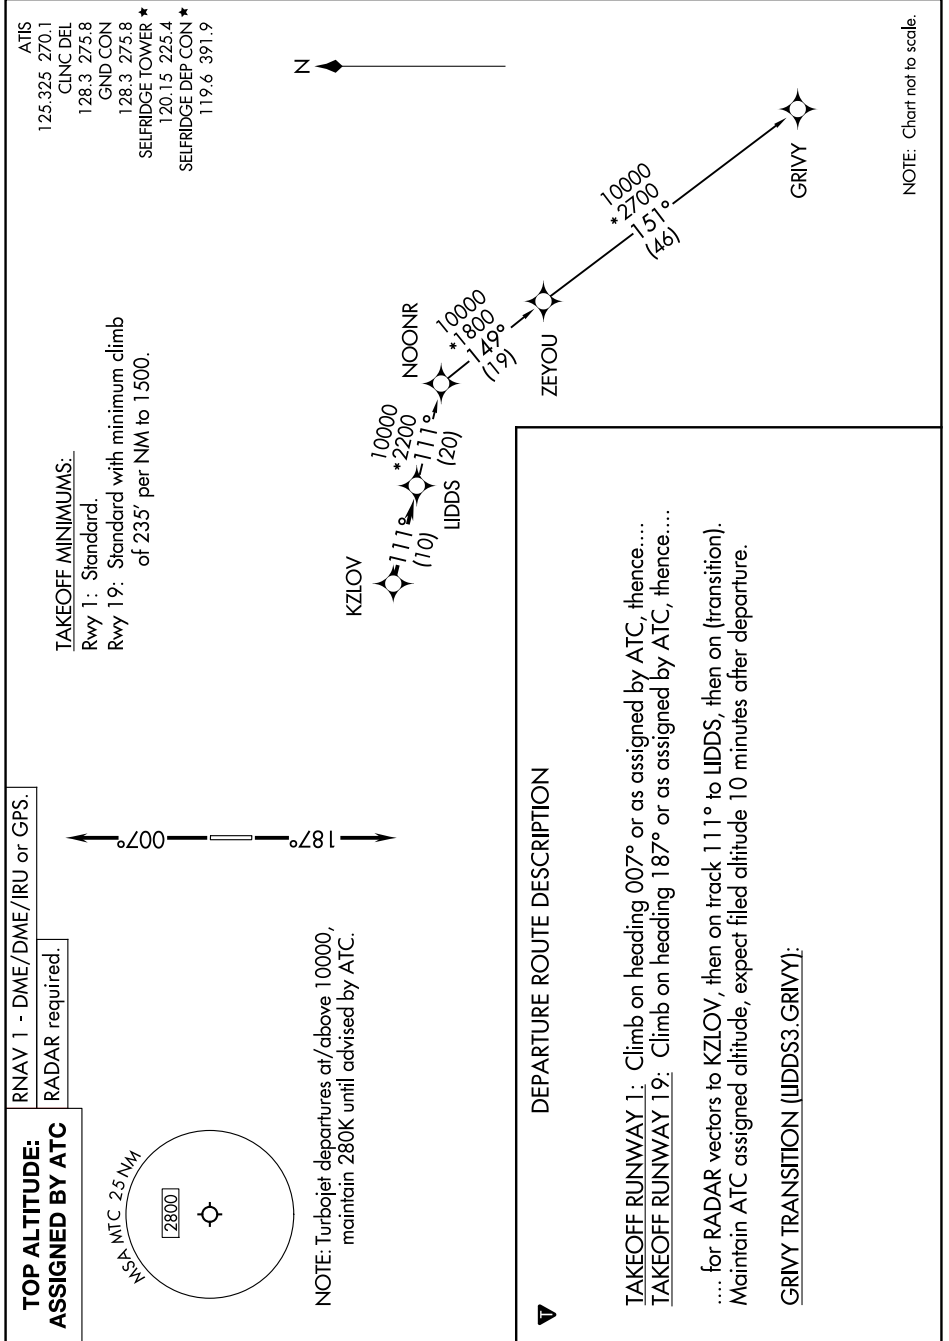 TOP ALTITUDE:
ASSIGNED BY ATC
RNAV 1 - DME/DME/IRU or GPS.
RADAR required.
ATIS
125.325 270.1
CLNC DEL
128.3 275.8
GND CON
128.3 275.8
SELFRIDGE TOWER ★
120.15 225.4
SELFRIDGE DEP CON ★
119.6 391.9
TAKEOFF MINIMUMS:
Rwy 1: Standard.
Rwy 19: Standard with minimum climb
of 235' per NM to 1500.
MSA MTC 25 NM
2800
007°
187°
N
NOTE: Turbojet departures at/above 10000,
maintain 280K until advised by ATC.
KZLOV
111°
(10)
LIDDS
10000
*2200
111°
(20)
NOONR
10000
*1800
149°
(19)
ZEYOU
10000
*2700
151°
(46)
GRIVY
NOTE: Chart not to scale.
T
DEPARTURE ROUTE DESCRIPTION
TAKEOFF RUNWAY 1: Climb on heading 007° or as assigned by ATC, thence....
TAKEOFF RUNWAY 19: Climb on heading 187° or as assigned by ATC, thence....
.... for RADAR vectors to KZLOV, then on track 111° to LIDDS, then on (transition).
Maintain ATC assigned altitude, expect filed altitude 10 minutes after departure.
GRIVY TRANSITION (LIDDS3.GRIVY):